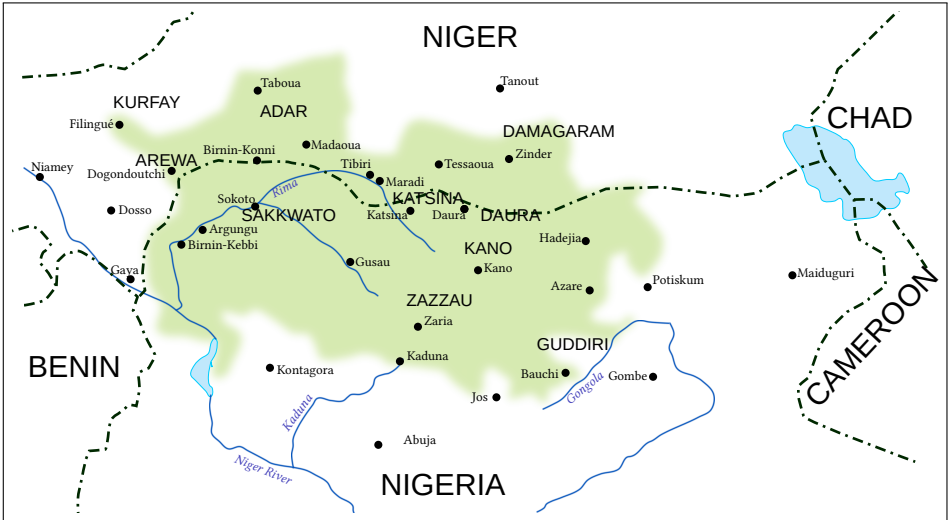 NIGER
Tanout
Taboua
KURFAY
ADAR
CHAD
Filingué
DAMAGARAM
Madaoua
Birnin-Konni
AREWA
Zinder
Tibiri
Tessaoua
Niamey
Dogondoutchi
Maradi
Rima
KATSINA
Sokoto
SAKKWATO
Dosso
Katsina
Daura
DAURA
Argungu
Birnin-Kebbi
Hadejia
KANO
Gusau
Kano
Gaya
Maiduguri
Potiskum
Azare
ZAZZAU
Zaria
GUDDIRI
CAMEROON
BENIN
Kaduna
Kontagora
Bauchi
Gombe
Gongola
Jos
Kaduna
Abuja
Niger River
NIGERIA